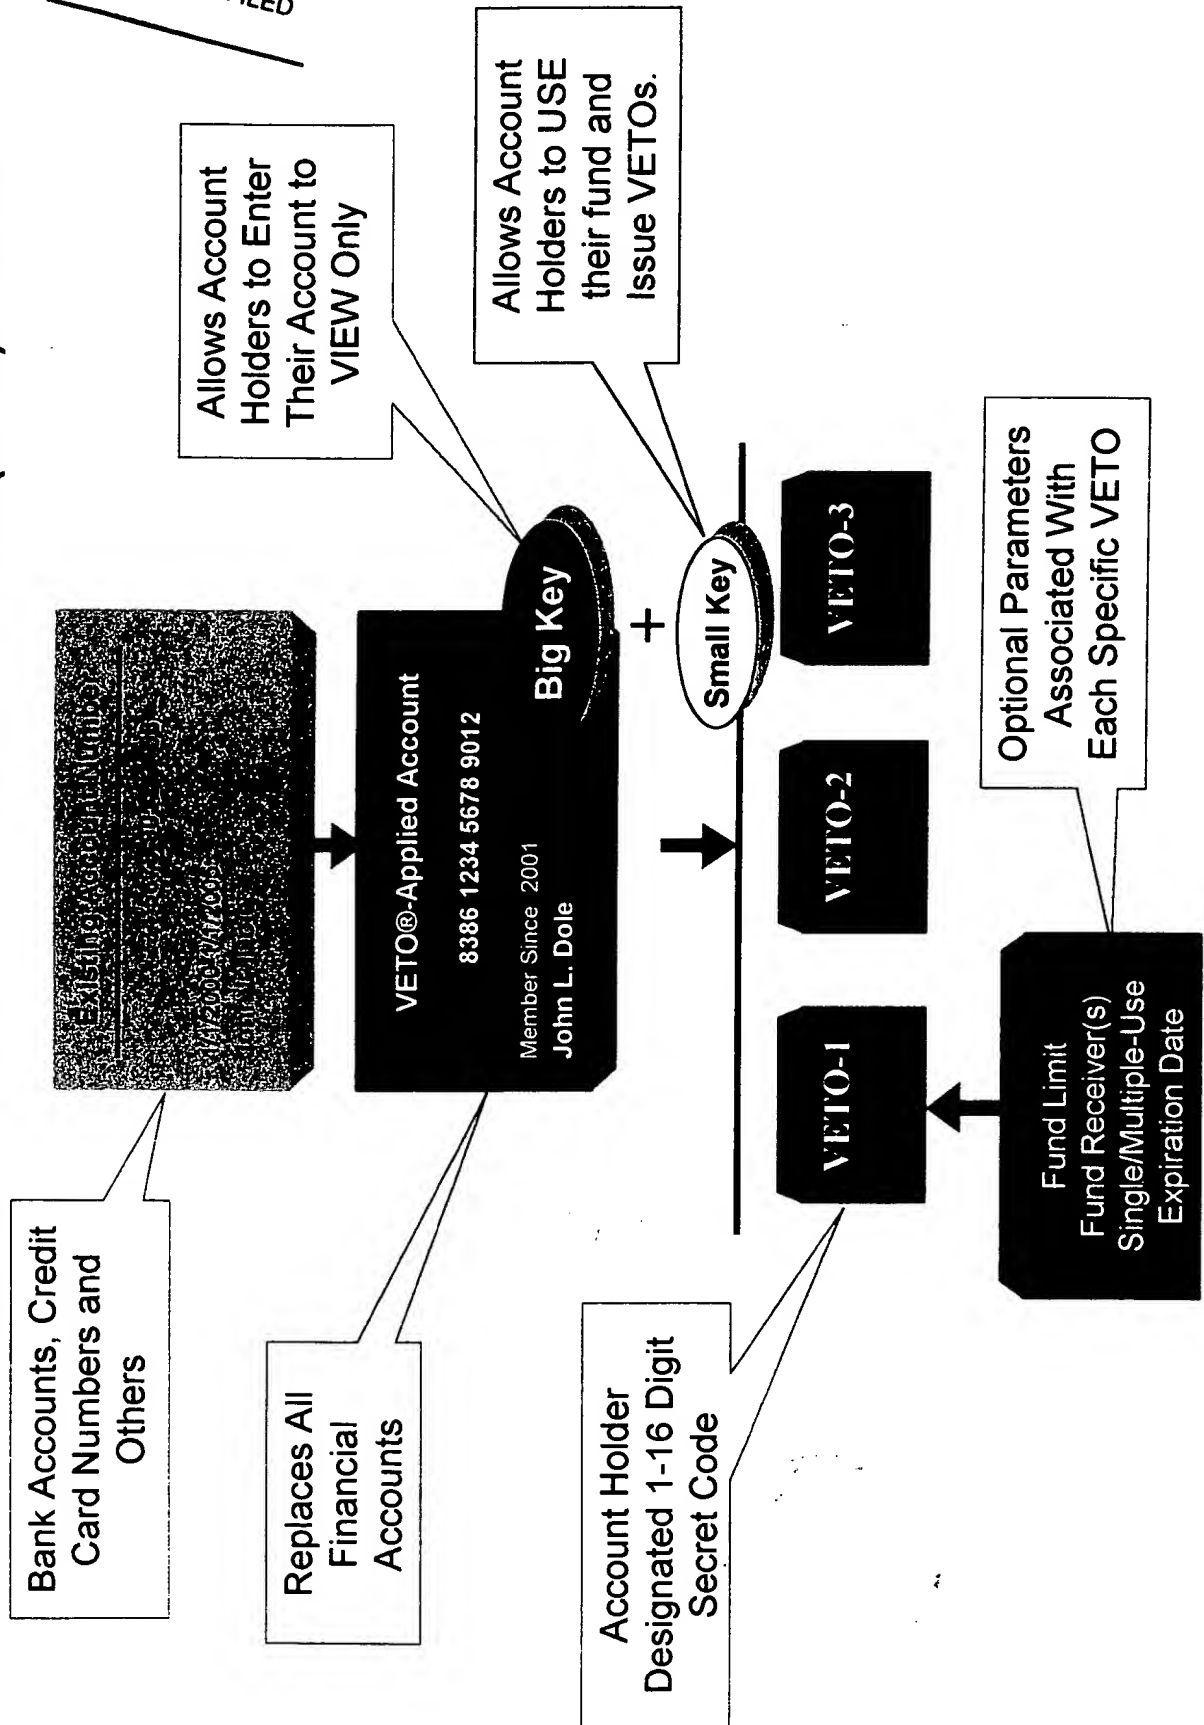 Bank Accounts, Credit
Card Numbers and
Others
Existing Account Number
Replaces All
Financial
Accounts
VETO®-Applied Account
8386 1234 5678 9012
Member Since 2001
John L. Dole
Big Key
Allows Account
Holders to Enter
Their Account to
VIEW Only
+
Small Key
Allows Account
Holders to USE
their fund and
Issue VETOs.
Account Holder
Designated 1-16 Digit
Secret Code
VETO-1
VETO-2
VETO-3
Fund Limit
Fund Receiver(s)
Single/Multiple-Use
Expiration Date
Optional Parameters
Associated With
Each Specific VETO